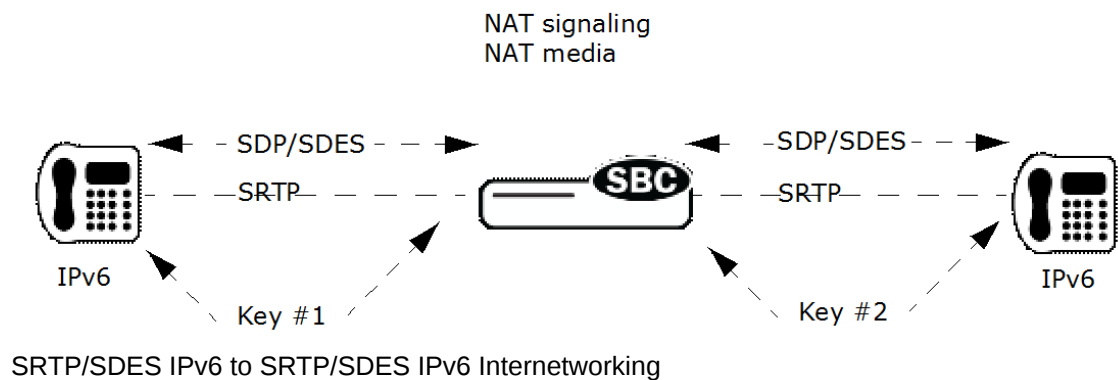 NAT signaling
NAT media
SDP/SDES
SDP/SDES
SBC
SRTP
SRTP
IPv6
IPv6
Key #1
Key #2
SRTP/SDES IPv6 to SRTP/SDES IPv6 Internetworking